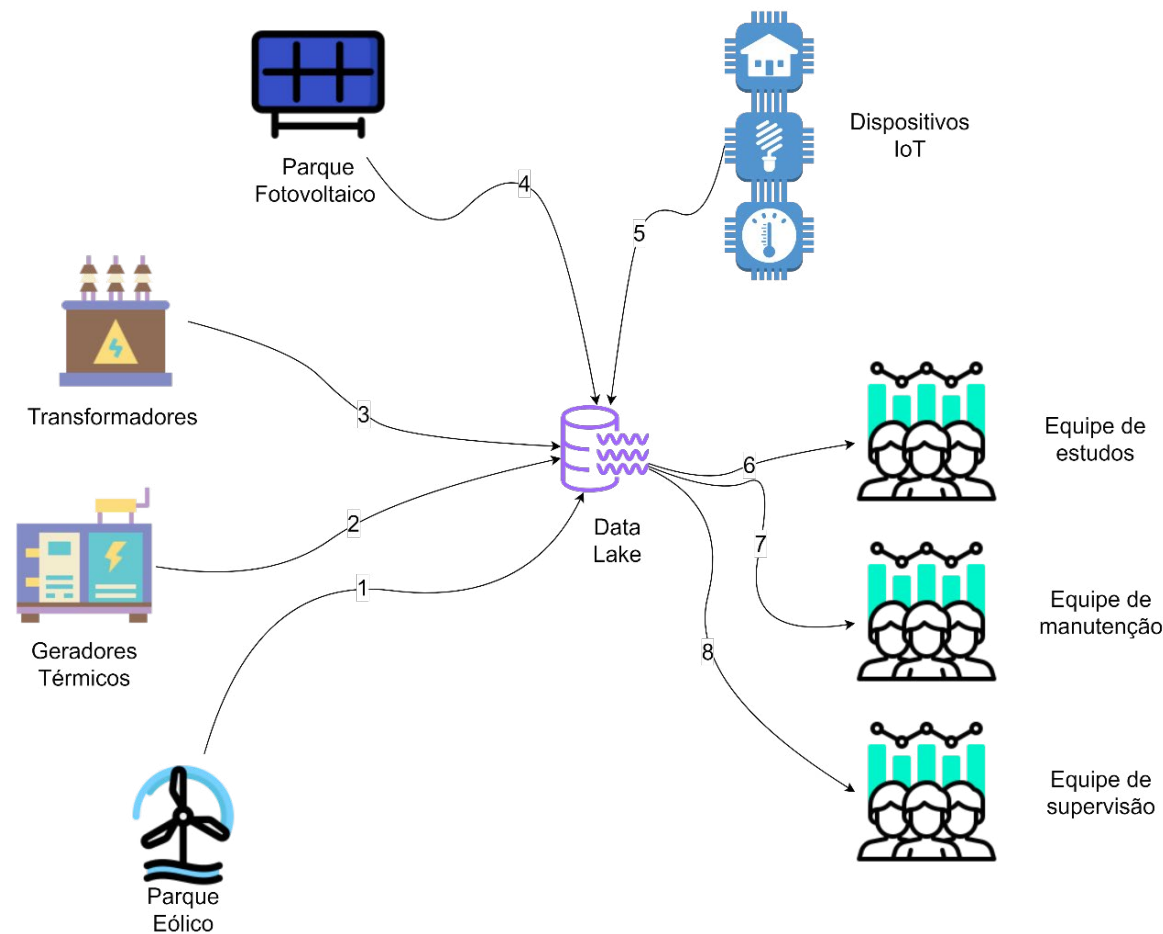 Parque
Fotovoltaico
Dispositivos
IoT
4
5
Transformadores
3
Equipe de
estudos
6
Data
Lake
2
7
Geradores
Térmicos
1
Equipe de
manutenção
8
Equipe de
supervisão
Parque
Eólico